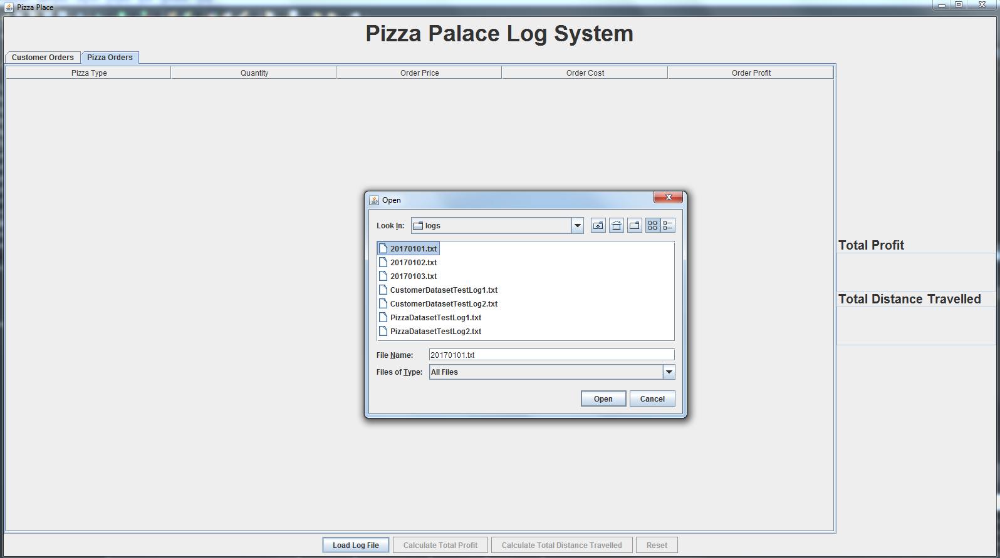 Pizza Place
Pizza Palace Log System
Customer Orders
Pizza Orders
Pizza Type
Quantity
Order Price
Order Cost
Order Profit
Open
Look In:
logs
20170101.txt
20170102.txt
20170103.txt
CustomerDatasetTestLog1.txt
CustomerDatasetTestLog2.txt
PizzaDatasetTestLog1.txt
PizzaDatasetTestLog2.txt
File Name:
20170101.txt
Files of Type:
All Files
Open
Cancel
Total Profit
Total Distance Travelled
Load Log File
Calculate Total Profit
Calculate Total Distance Travelled
Reset